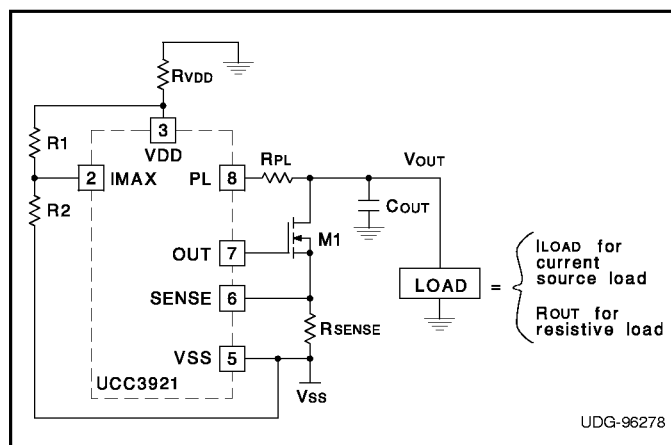 RVDD
R1
3
VDD
2
IMAX
PL
8
RPL
VOUT
R2
COUT
M1
OUT
7
SENSE
6
LOAD
=
ILOAD for
current
source load
ROUT for
resistive load
RSENSE
VSS
5
UCC3921
VSS
UDG-96278